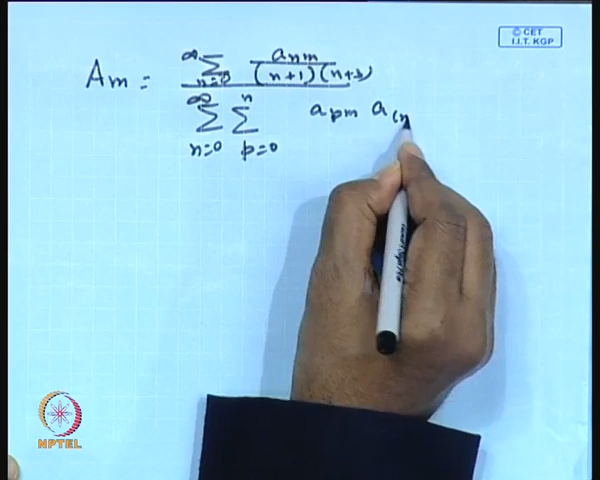 © CET
I.I.T. KGP
Am = ∞ Σ n=0 anm / (n+1)(n+3)
∞ Σ n=0 n Σ p=0 apm a(n
NPTEL